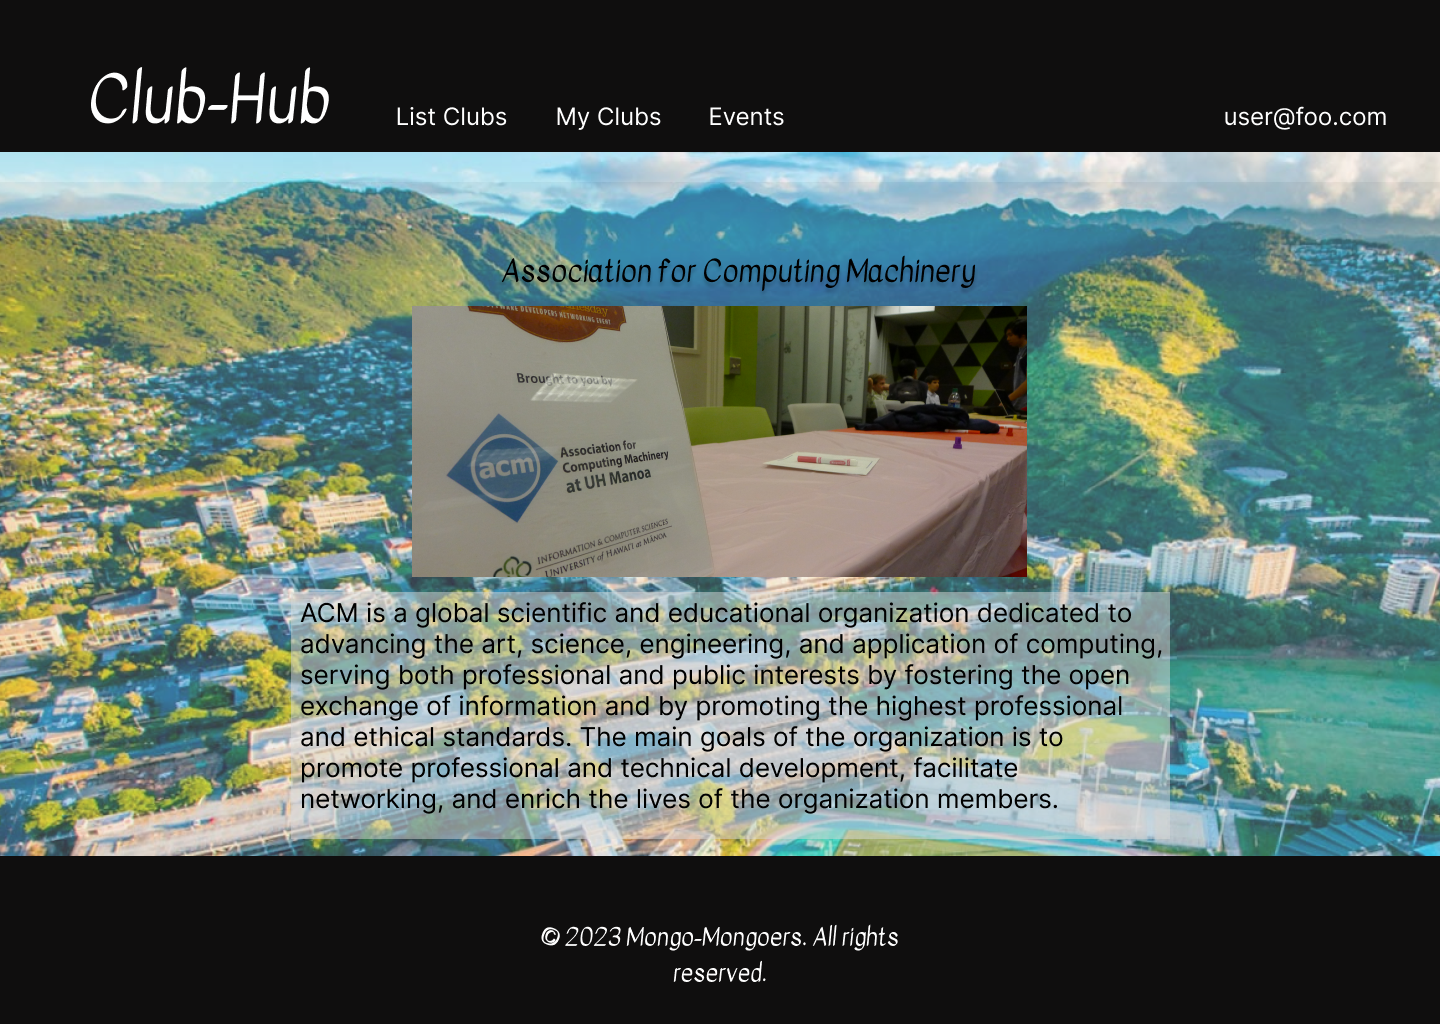 Club-Hub
List Clubs
My Clubs
Events
user@foo.com
Association for Computing Machinery
DEVELOPERS NETWORKING EVENT
Brought to you by
acm
Association for
Computing Machinery
at UH Manoa
INFORMATION & COMPUTER SCIENCES
UNIVERSITY of HAWAI'I at MĀNOA
ACM is a global scientific and educational organization dedicated to
advancing the art, science, engineering, and application of computing,
serving both professional and public interests by fostering the open
exchange of information and by promoting the highest professional
and ethical standards. The main goals of the organization is to
promote professional and technical development, facilitate
networking, and enrich the lives of the organization members.
© 2023 Mongo-Mongoers. All rights
reserved.